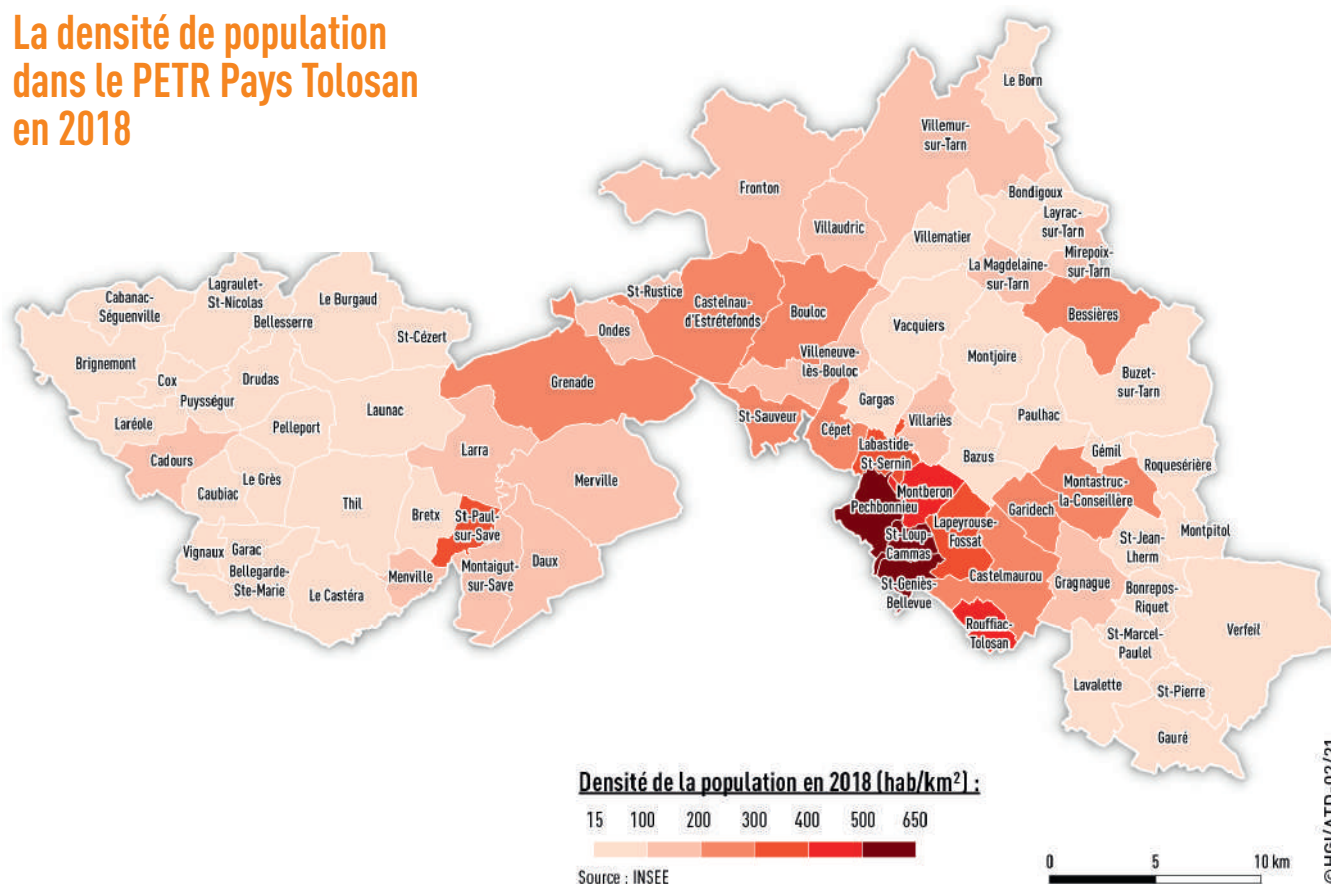 La densité de population
dans le PETR Pays Tolosan
en 2018
Le Born
Villemur-
sur-Tarn
Fronton
Bondigoux
Layrac-
sur-Tarn
Villaudric
Villematier
Mirepoix-
sur-Tarn
La Magdelaine-
sur-Tarn
Lagraulet-
St-Nicolas
Cabanac-
Séguenville
Le Burgaud
Bellesserre
St-Cézert
St-Rustice
Castelnau-
d'Estrétefonds
Ondes
Bouloc
Bessières
Vacquiers
Brignemont
Villeneuve-
lès-Bouloc
Montjoire
Buzet-
sur-Tarn
Cox
Drudas
Grenade
Puysségur
Launac
Gargas
Laréole
Pelleport
St-Sauveur
Cépet
Villariès
Paulhac
Labastide-
St-Sernin
Larra
Cadours
Bazus
Gémil
Roquesérière
Le Grès
Merville
Montastruc-
la-Conseillère
Caubiac
Thil
Montberon
Pechbonnieu
Garidech
Bretx
St-Paul-
sur-Save
Lapeyrouse-
Fossat
Montpitol
St-Loup-
Cammas
St-Jean-
Lherm
Vignaux
Garac
Daux
Bellegarde-
Ste-Marie
Menville
Montaigut-
sur-Save
Castelmaurou
Gragnague
St-Geniès-
Bellevue
Le Castéra
Bonrepos-
Riquet
Rouffiac-
Tolosan
Verfeil
St-Marcel-
Paulel
Lavalette
St-Pierre
Gauré
Densité de la population en 2018 (hab/km²) :
15 100 200 300 400 500 650
Source : INSEE
0 5 10 km
©HGI/ATD-03/21